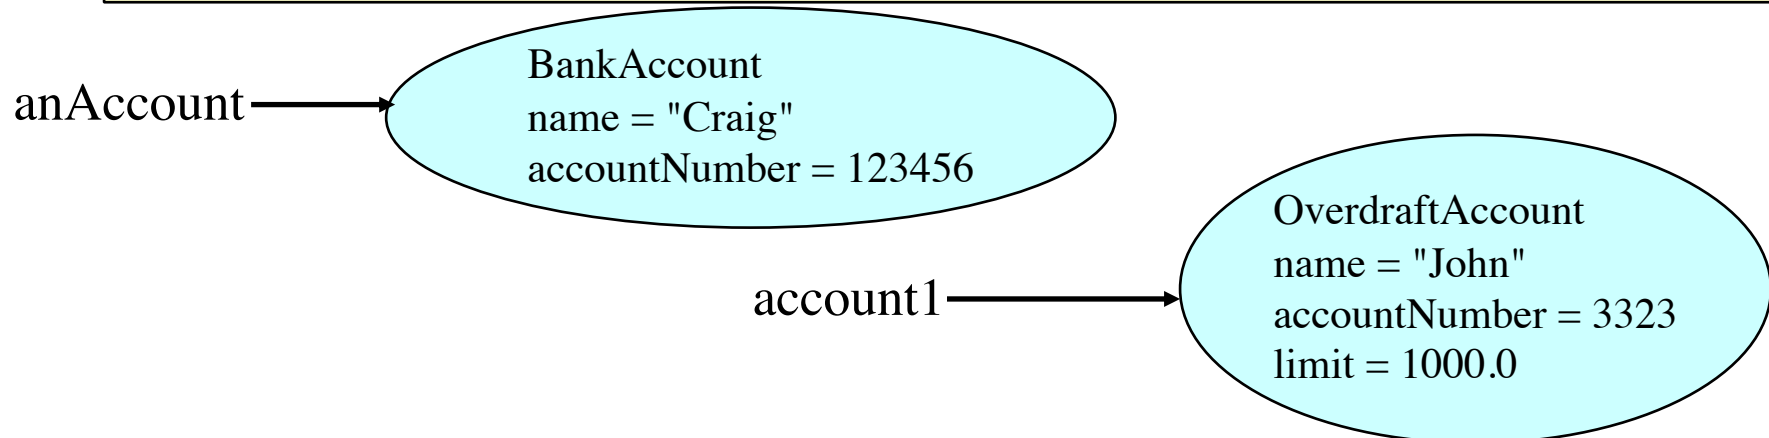 anAccount
BankAccount
name = "Craig"
accountNumber = 123456
account1
OverdraftAccount
name = "John"
accountNumber = 3323
limit = 1000.0